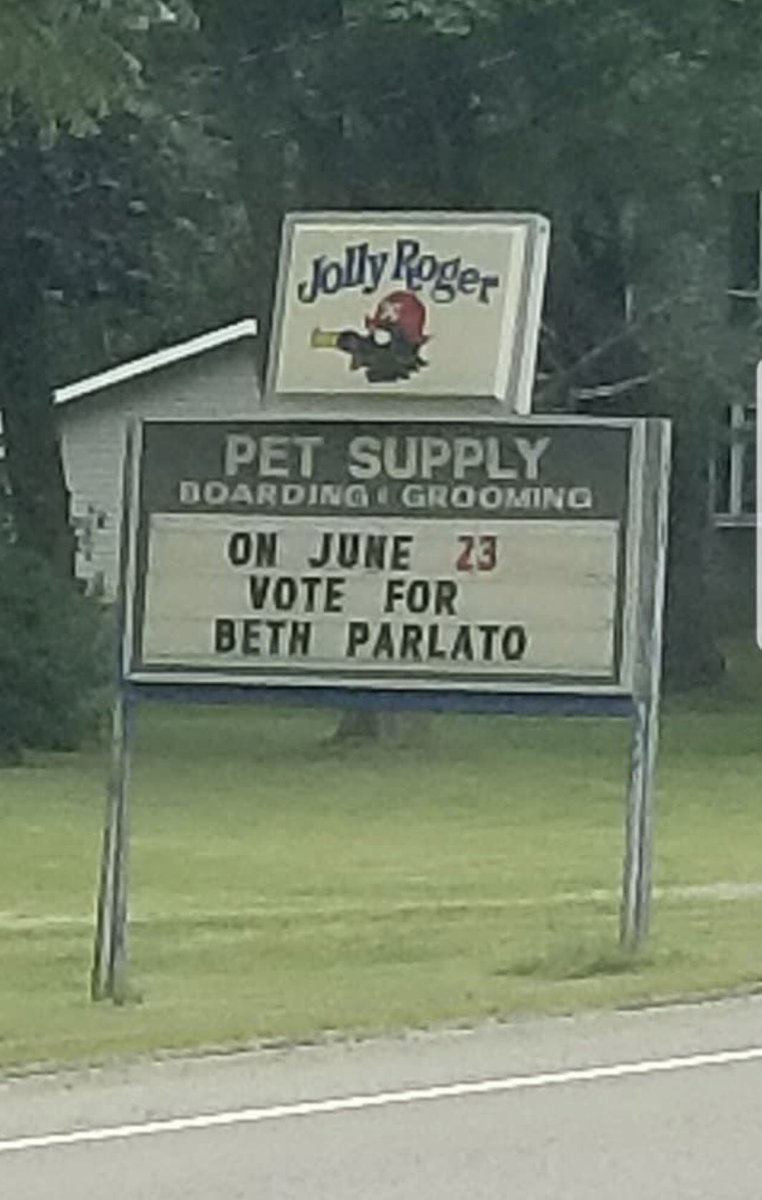 Jolly Roger
PET SUPPLY
BOARDING & GROOMING
ON JUNE 23
VOTE FOR
BETH PARLATO